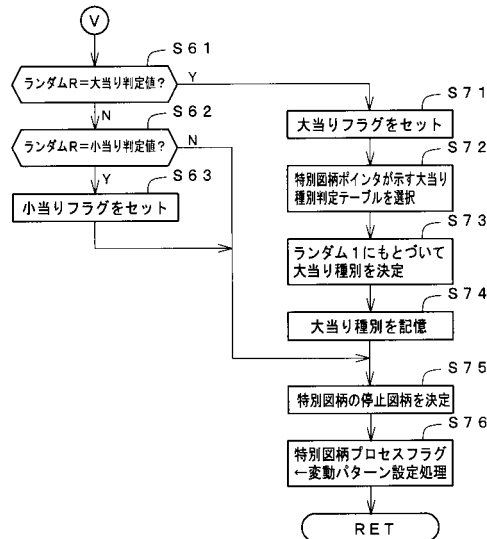 V
S61
ランダムR=大当り判定値?
Y
N
S62
ランダムR=小当り判定値?
N
Y
S63
小当りフラグをセット
S71
大当りフラグをセット
S72
特別図柄ポインタが示す大当り
種別判定テーブルを選択
S73
ランダム1にもとづいて
大当り種別を決定
S74
大当り種別を記憶
S75
特別図柄の停止図柄を決定
S76
特別図柄プロセスフラグ
←変動パターン設定処理
RET